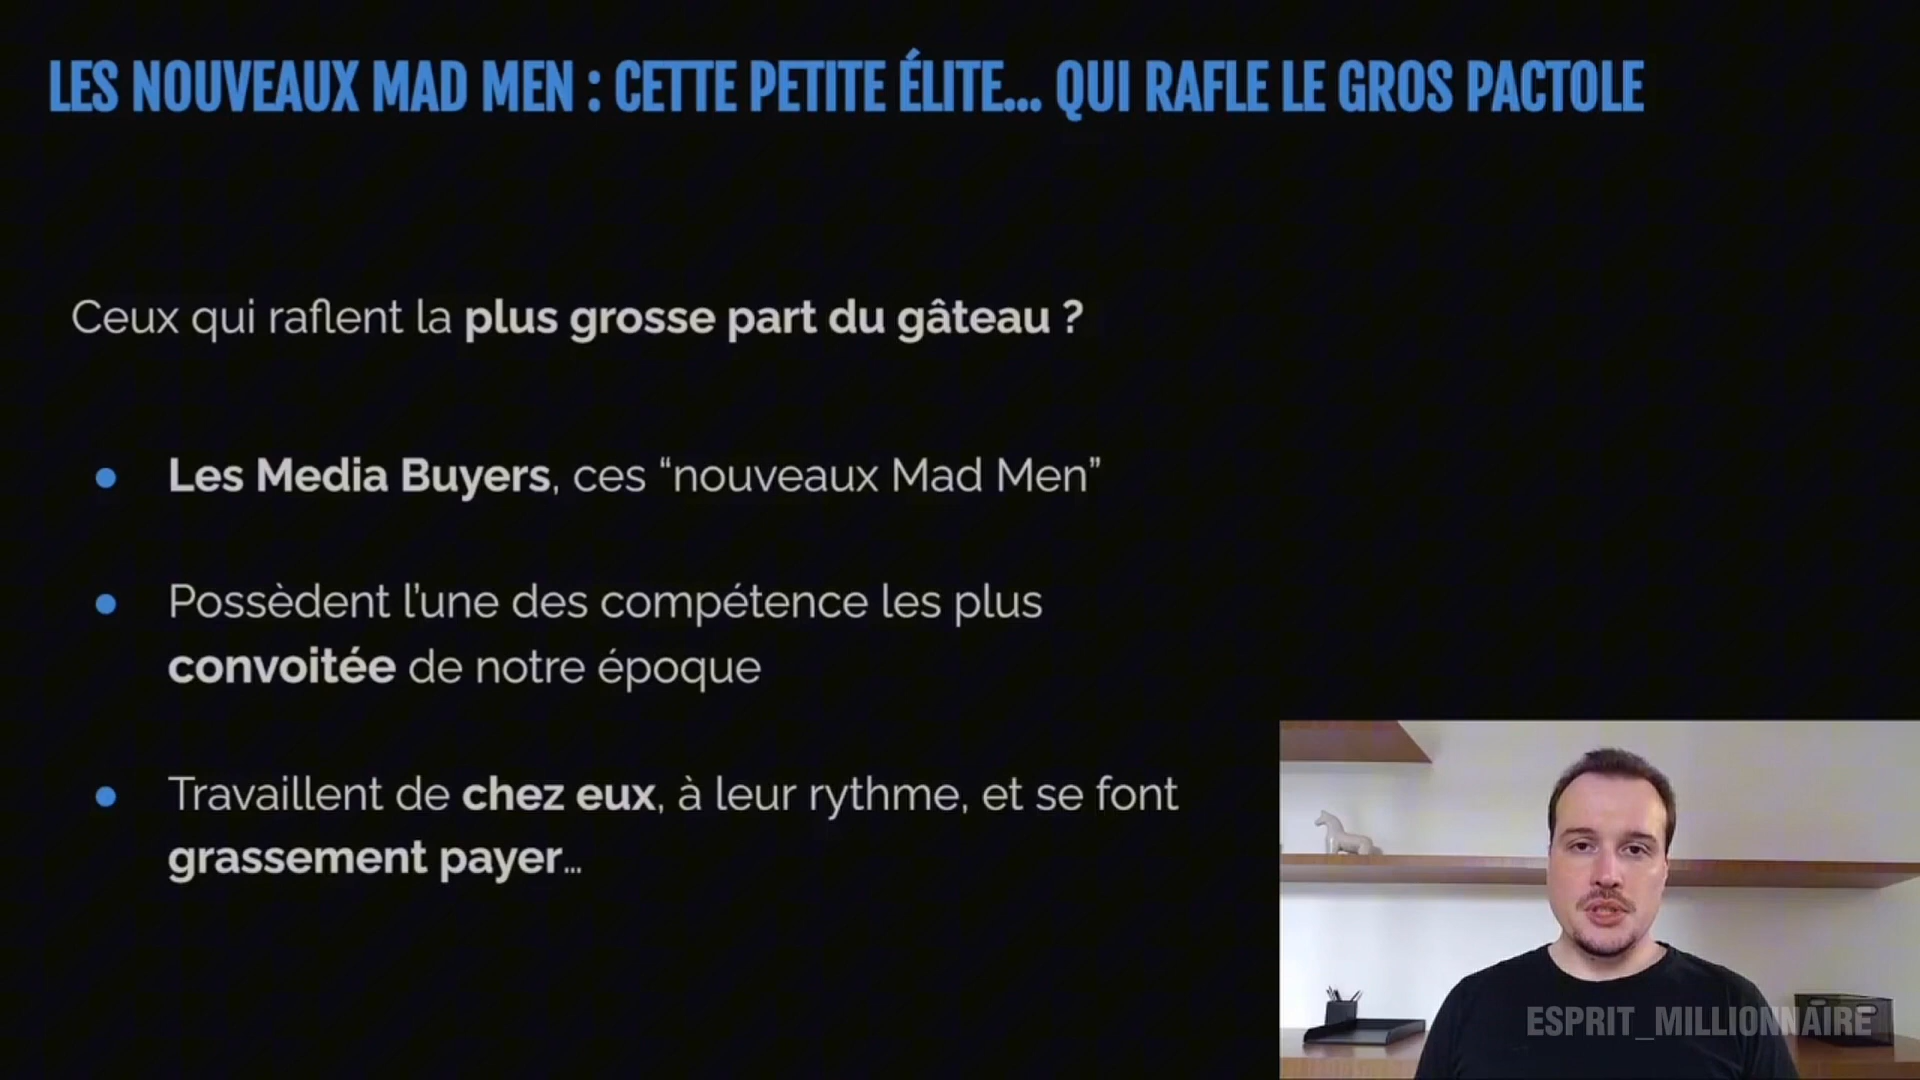 LES NOUVEAUX MAD MEN : CETTE PETITE ÉLITE... QUI RAFLE LE GROS PACTOLE
Ceux qui raflent la plus grosse part du gâteau ?
● Les Media Buyers, ces “nouveaux Mad Men”
● Possèdent l’une des compétence les plus
convoitée de notre époque
● Travaillent de chez eux, à leur rythme, et se font
grassement payer...
ESPRIT_MILLIONNAIRE